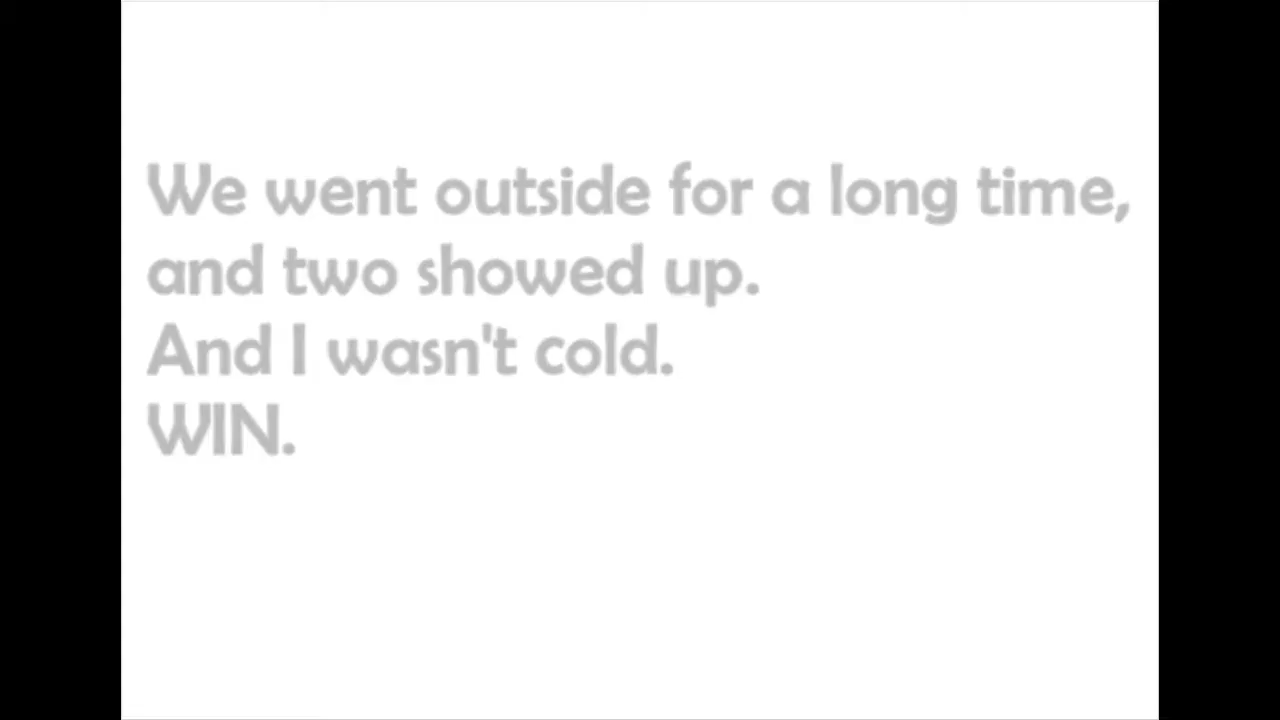 We went outside for a long time,
and two showed up.
And I wasn't cold.
WIN.